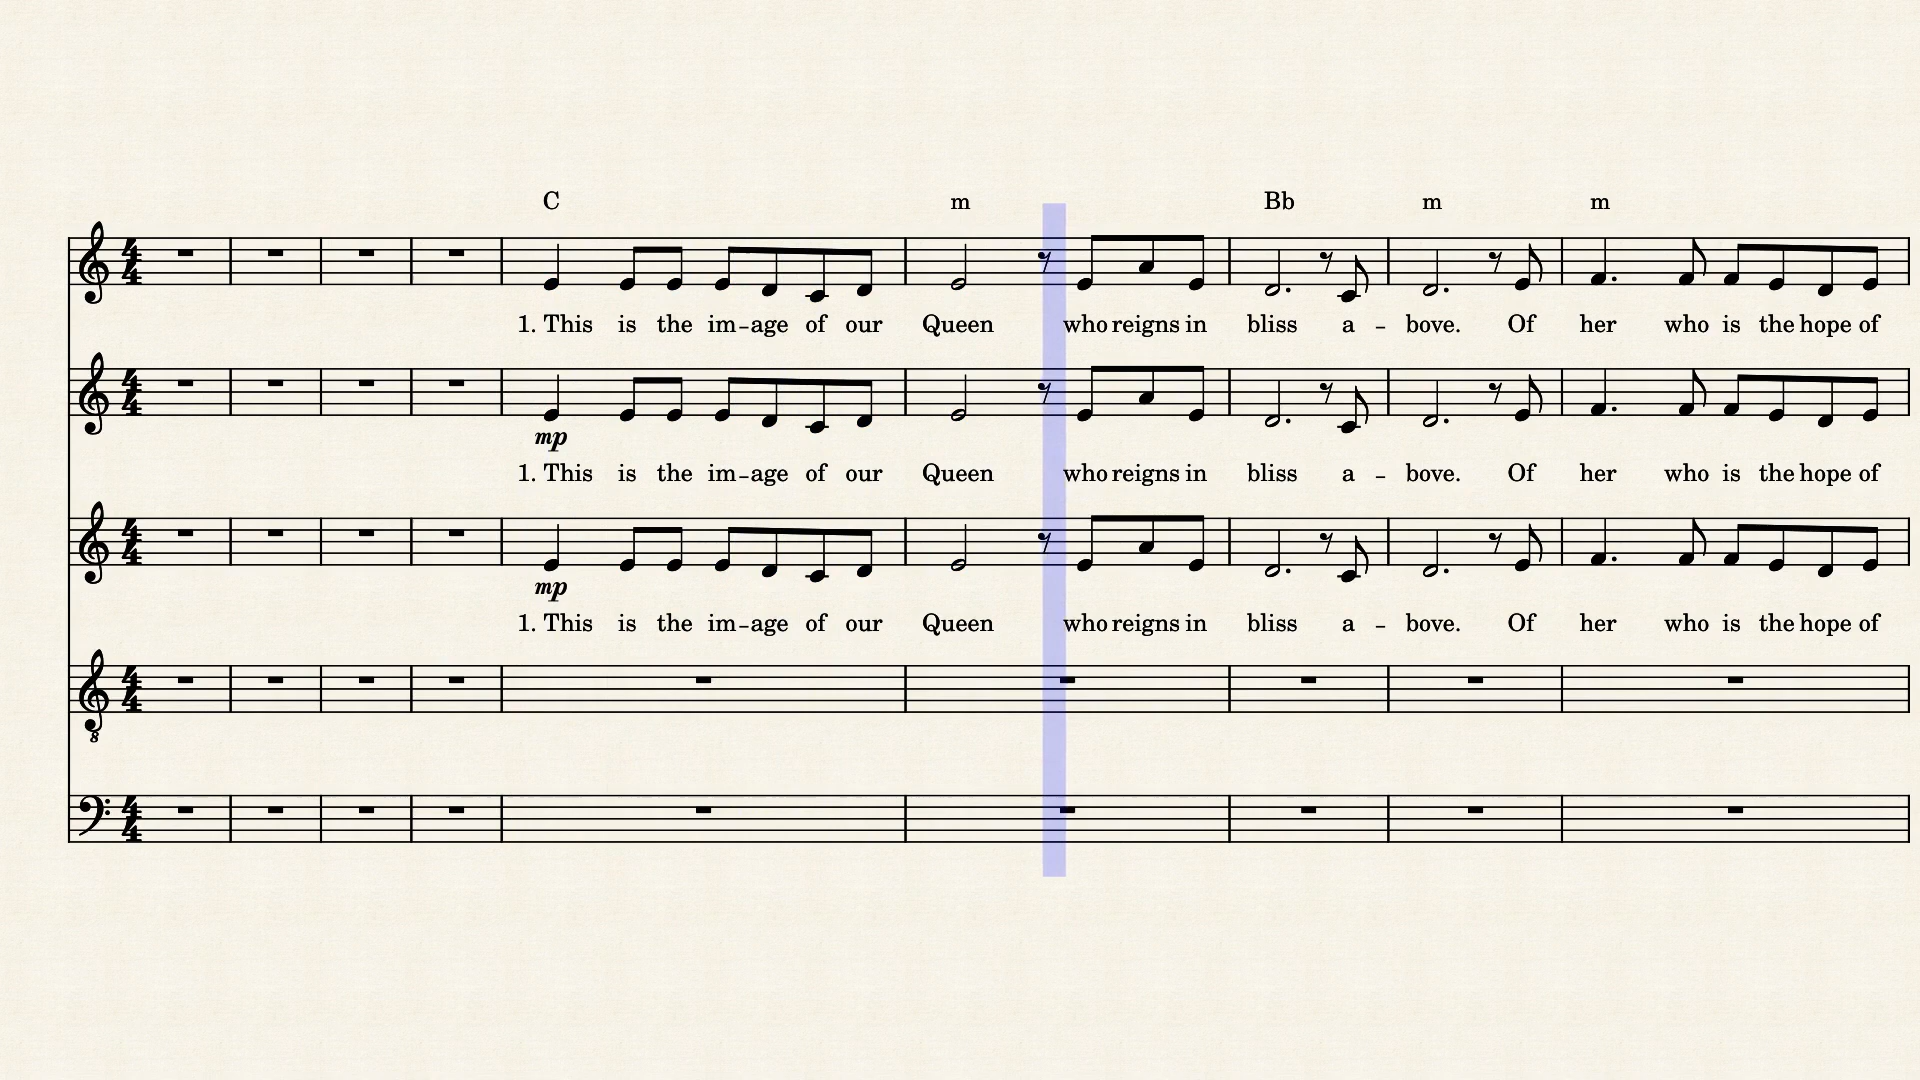 C m Bb m m
1. This is the im-age of our Queen who reigns in bliss a - bove. Of her who is the hope of
mp
1. This is the im-age of our Queen who reigns in bliss a - bove. Of her who is the hope of
mp
1. This is the im-age of our Queen who reigns in bliss a - bove. Of her who is the hope of